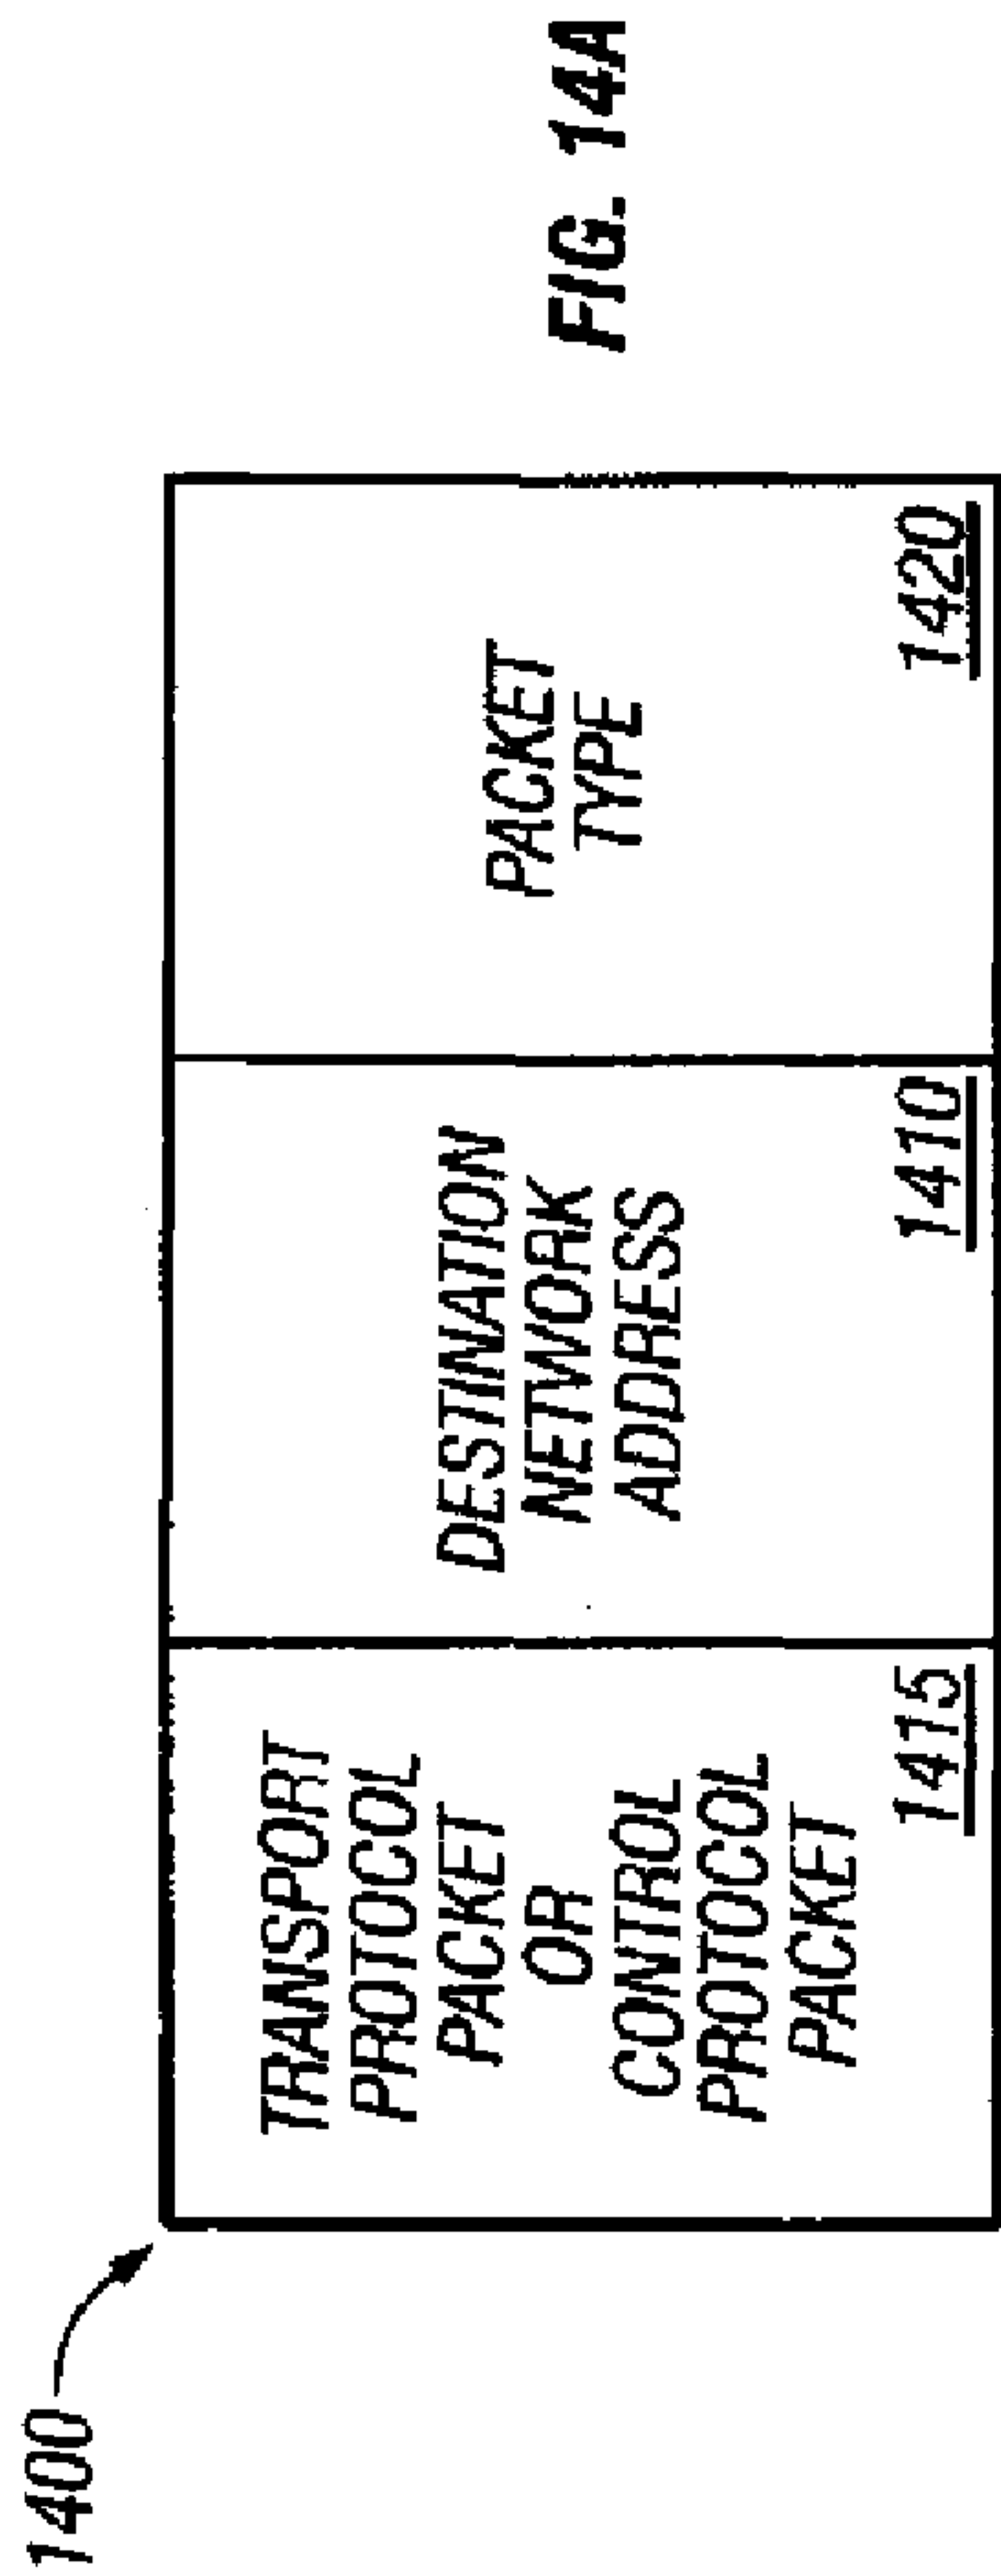 1400
TRANSPORT
PROTOCOL
PACKET
OR
CONTROL
PROTOCOL
PACKET
1415
DESTINATION
NETWORK
ADDRESS
1410
PACKET
TYPE
1420
FIG. 14A